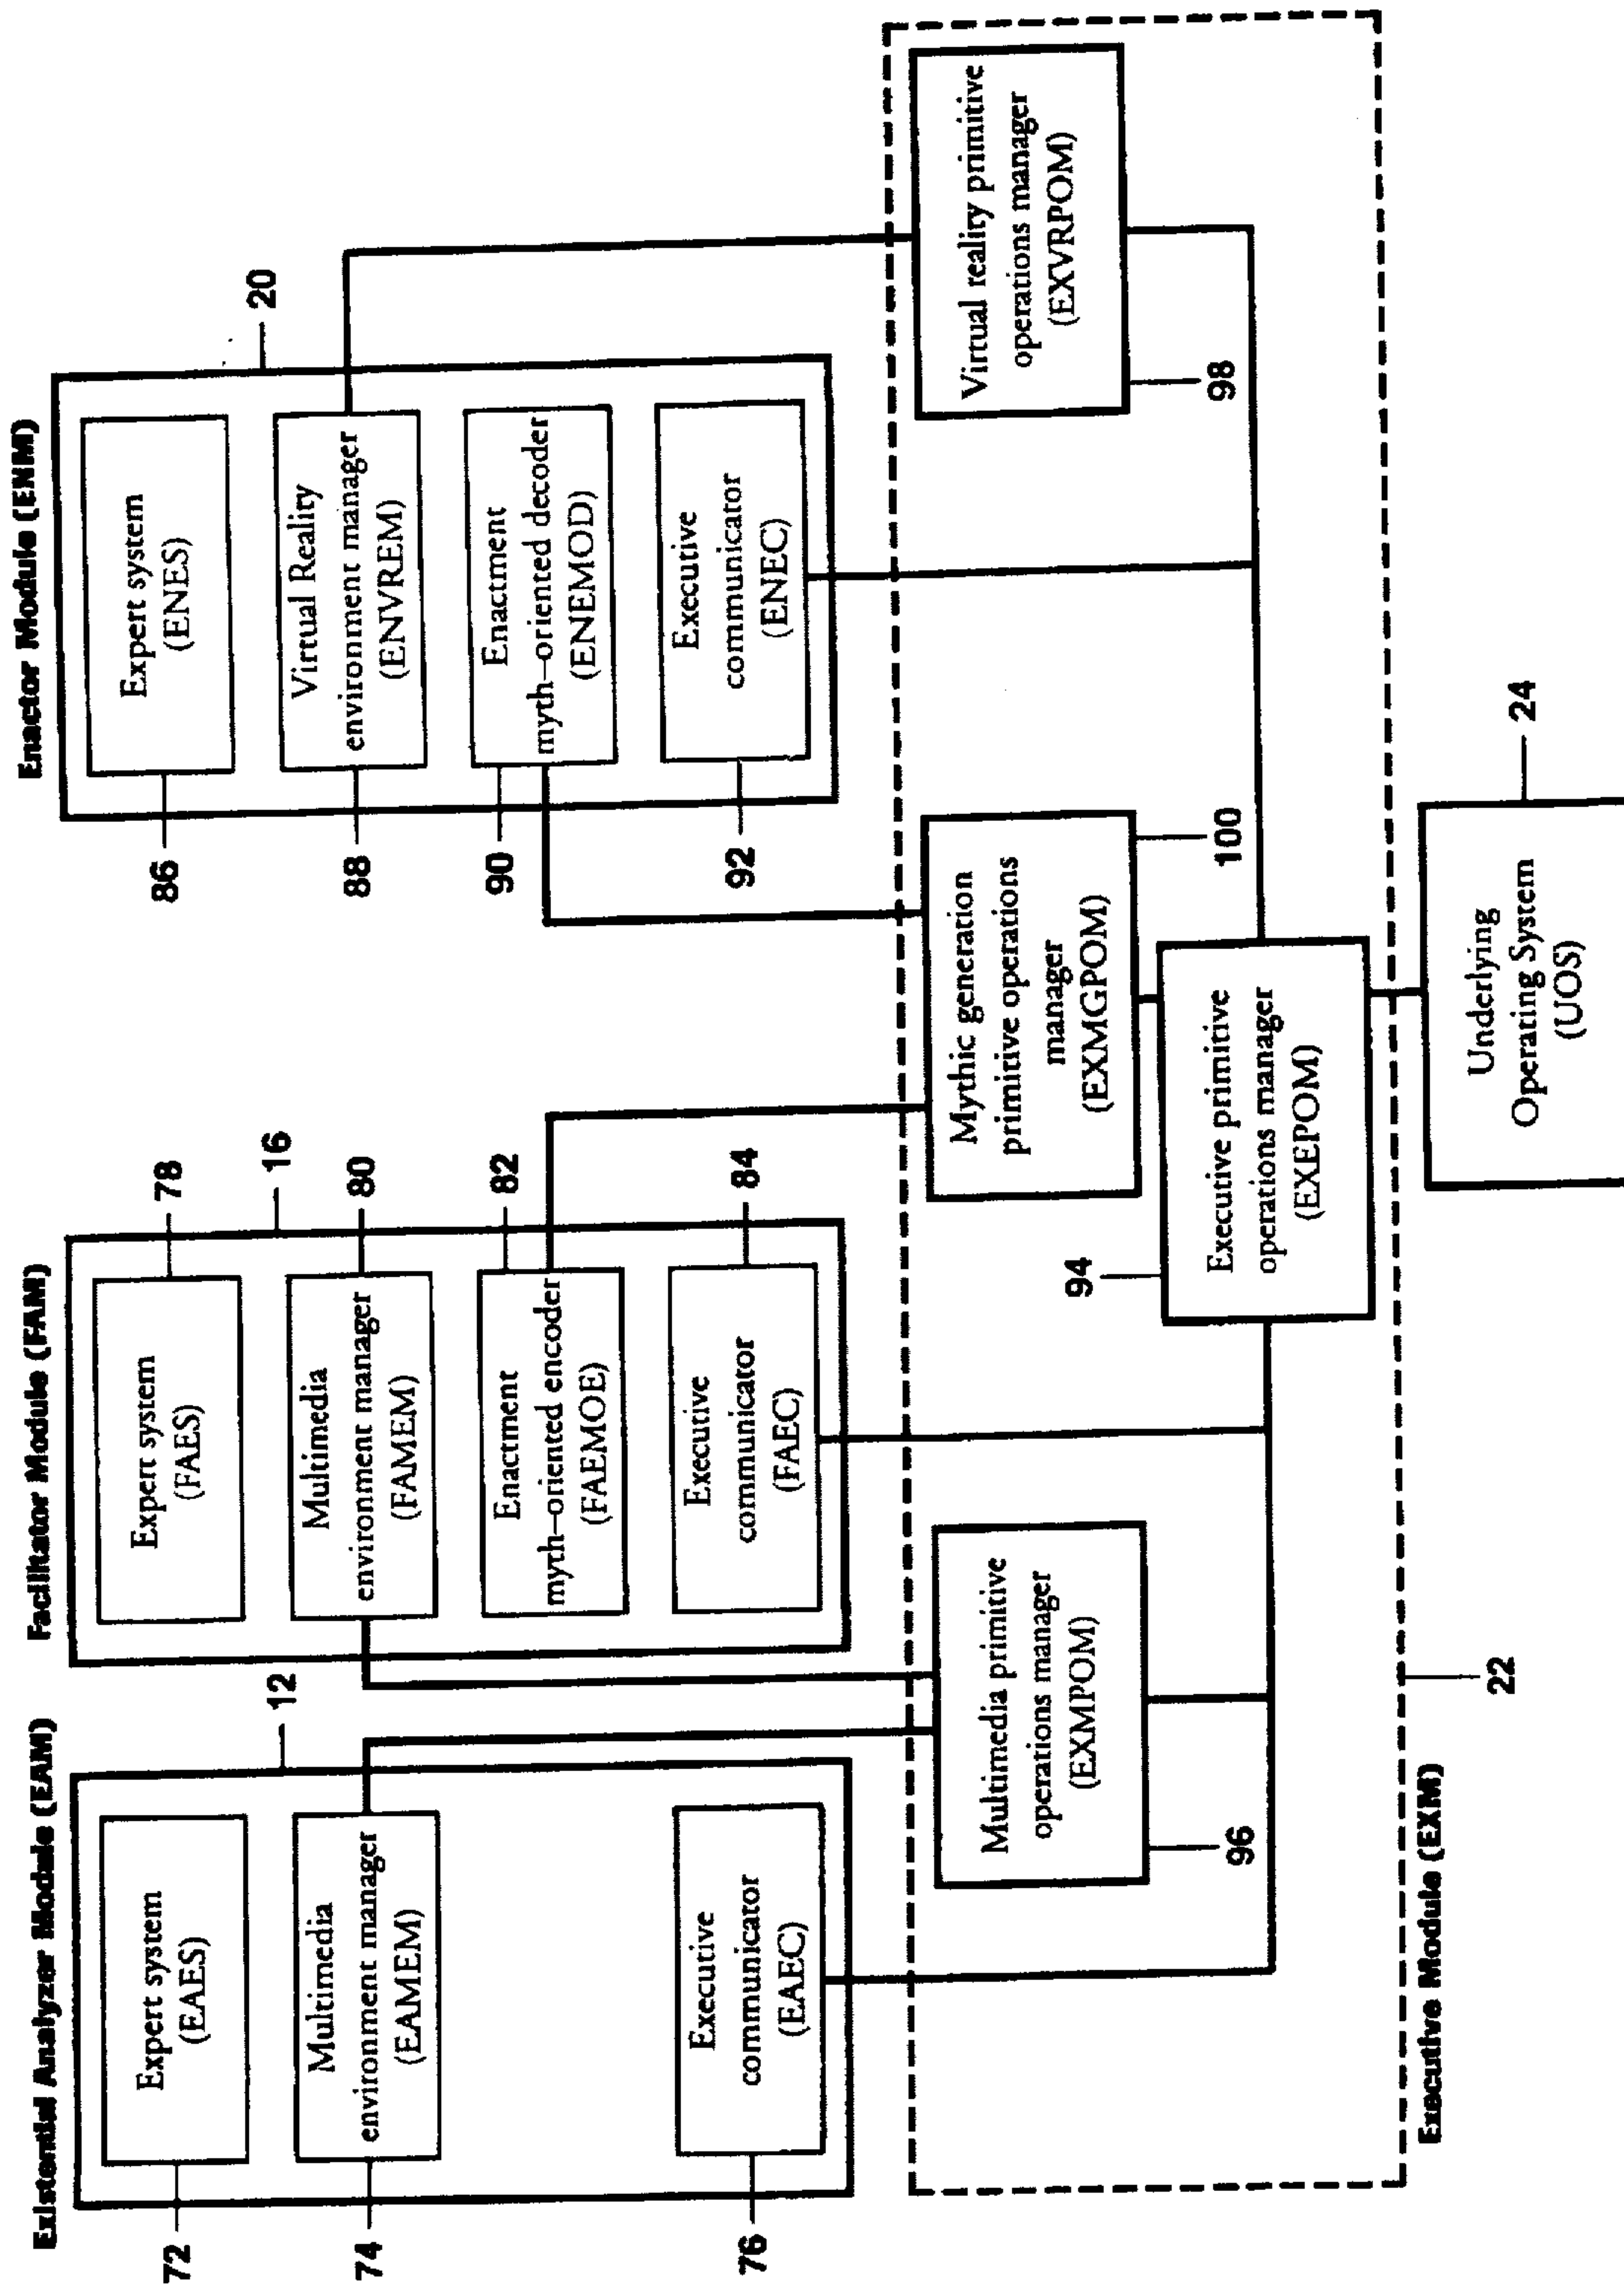 Existential Analyzer Module (EAM)
12
Expert system
(EAES)
72
Multimedia
environment manager
(EAMEM)
74
Executive
communicator
(EAEC)
76
Facilitator Module (FAM)
16
Expert system
(FAES)
78
Multimedia
environment manager
(FAMEM)
80
Enactment
myth-oriented encoder
(FAEMOE)
82
Executive
communicator
(FAEC)
84
Enactor Module (ENM)
20
Expert system
(ENES)
86
Virtual Reality
environment manager
(ENVREM)
88
Enactment
myth-oriented decoder
(ENEMOD)
90
Executive
communicator
(ENEC)
92
Multimedia primitive
operations manager
(EXMPOM)
96
Mythic generation
primitive operations
manager
(EXMGPOM)
100
Virtual reality primitive
operations manager
(EXVRPOM)
98
94
Executive primitive
operations manager
(EXEPOM)
Executive Module (EXM)
22
Underlying
Operating System
(UOS)
24